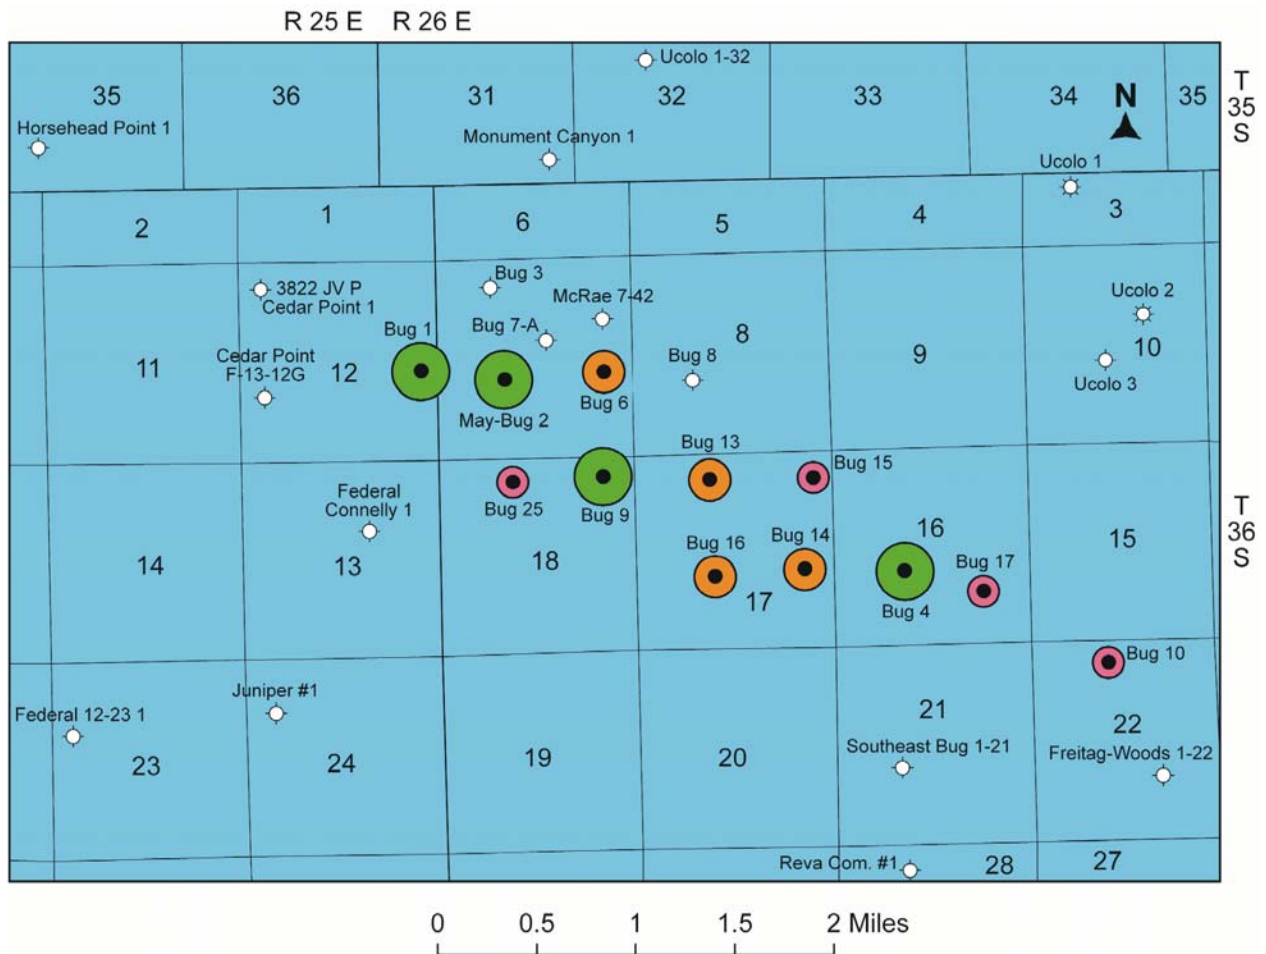 R 25 E R 26 E
35
36
31
32
33
34
35
N
T
35
S
Ucolo 1-32
Horsehead Point 1
Monument Canyon 1
Ucolo 1
2
1
6
5
4
3
Bug 3
3822 JV P
Cedar Point 1
McRae 7-42
Ucolo 2
Bug 1
Bug 7-A
8
10
Cedar Point
F-13-12G
11
12
Bug 8
9
Ucolo 3
May-Bug 2
Bug 6
Bug 13
Bug 15
Federal
Connelly 1
Bug 25
Bug 9
T
36
S
14
13
18
Bug 16
Bug 14
16
15
Bug 17
17
Bug 4
Bug 10
Juniper #1
Federal 12-23 1
21
22
Southeast Bug 1-21
Freitag-Woods 1-22
23
24
19
20
Reva Com. #1
28
27
0 0.5 1 1.5 2 Miles